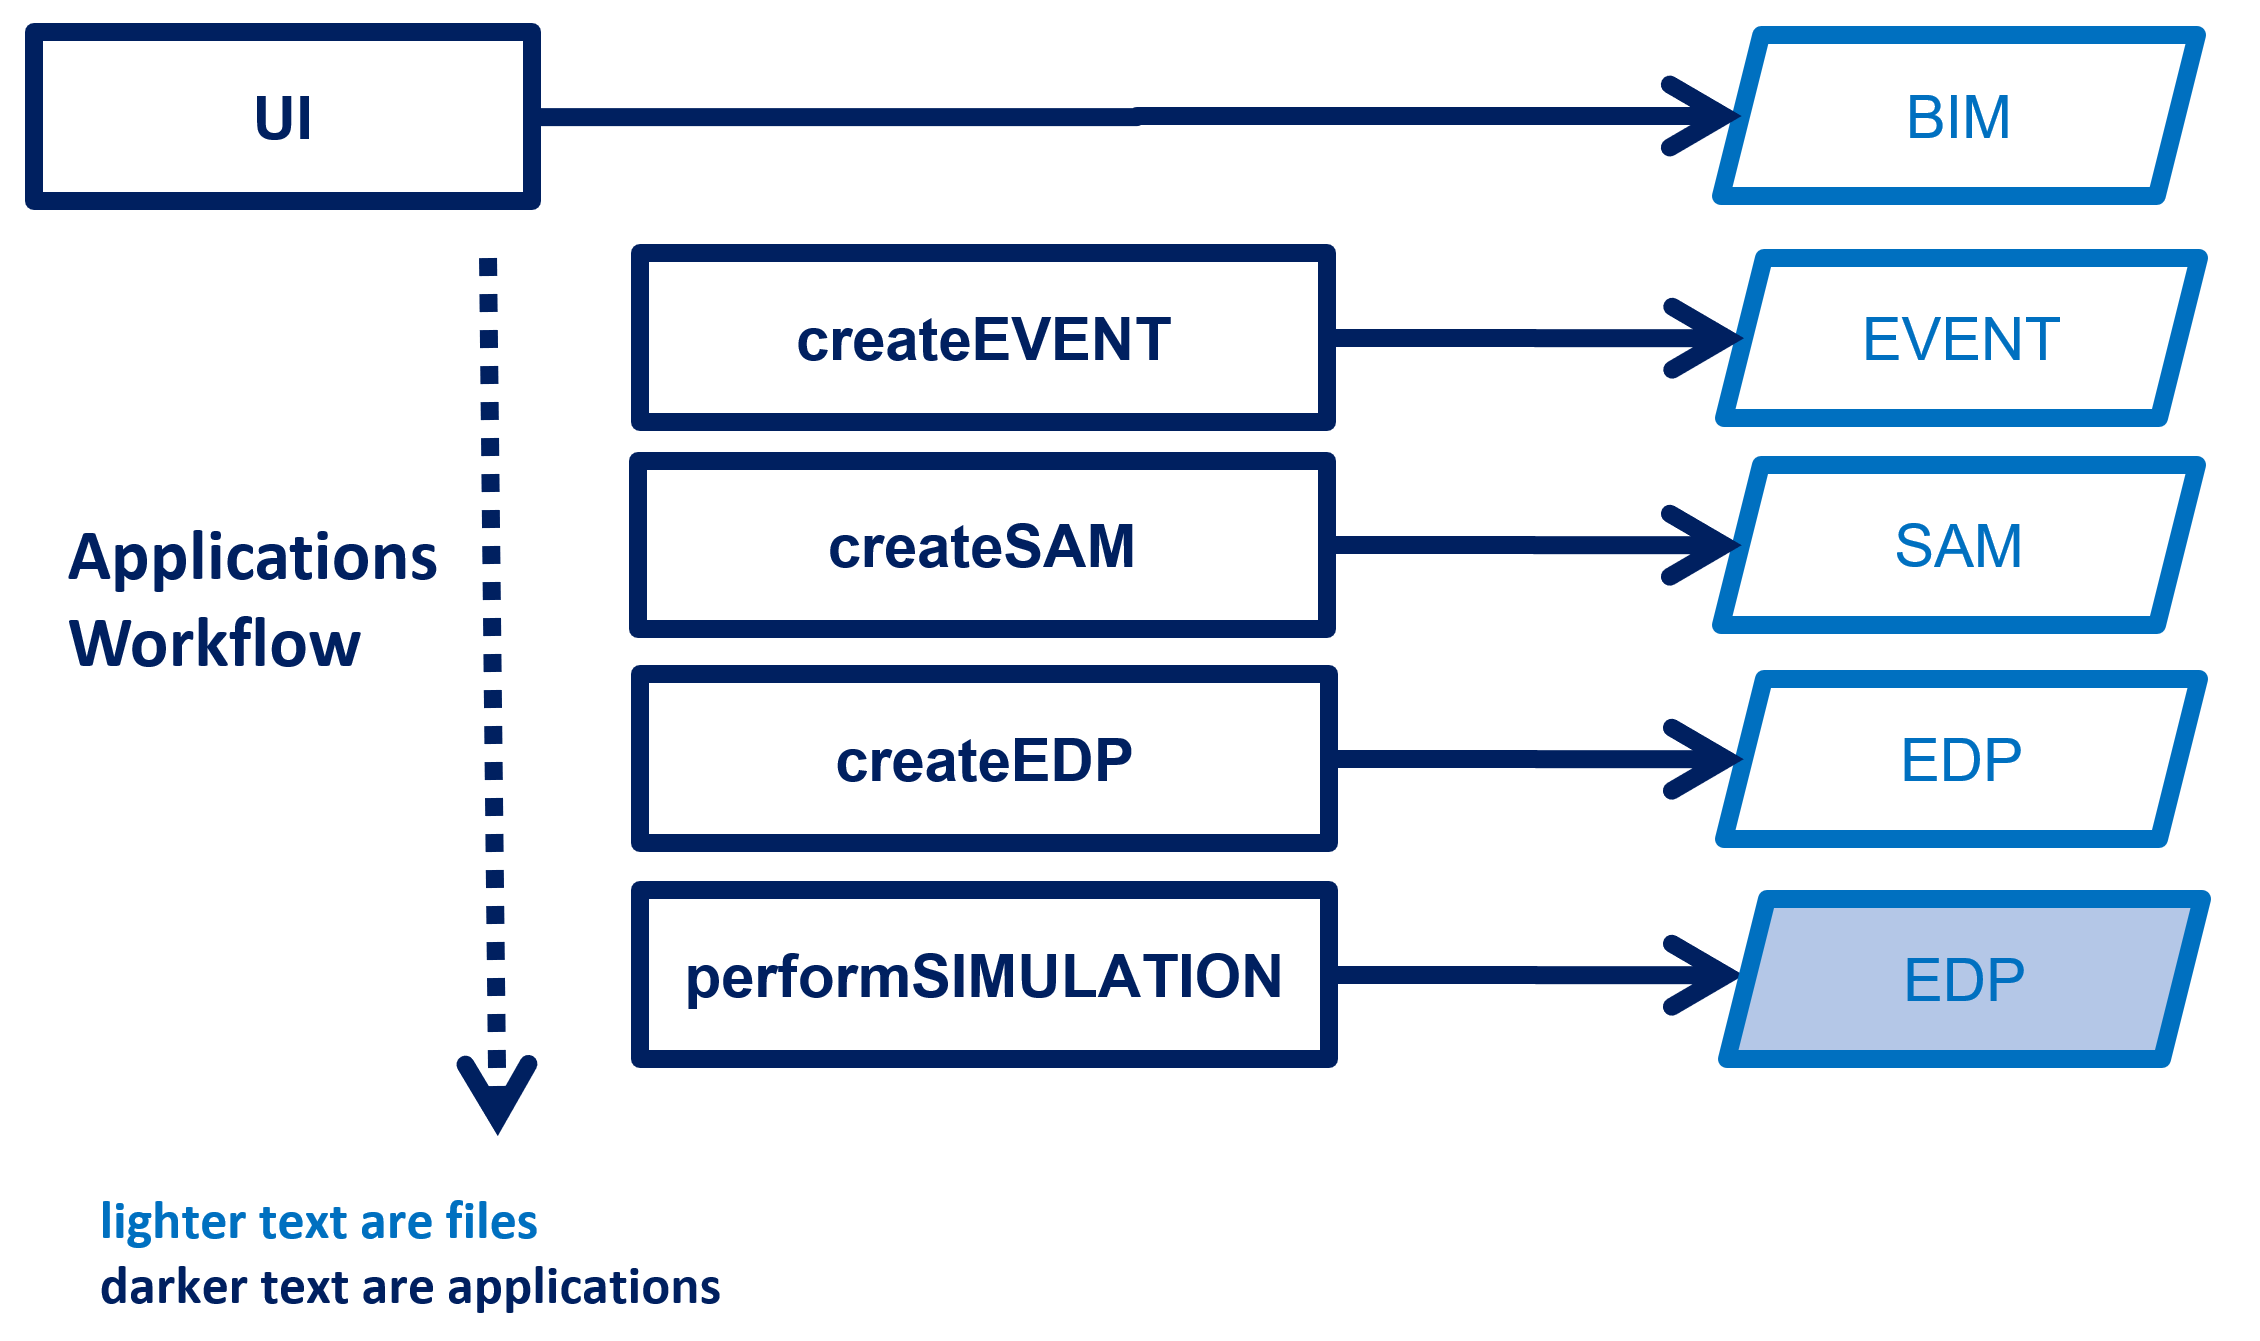 UI
BIM
createEVENT
EVENT
createSAM
SAM
Applications
Workflow
createEDP
EDP
performSIMULATION
EDP
lighter text are files
darker text are applications